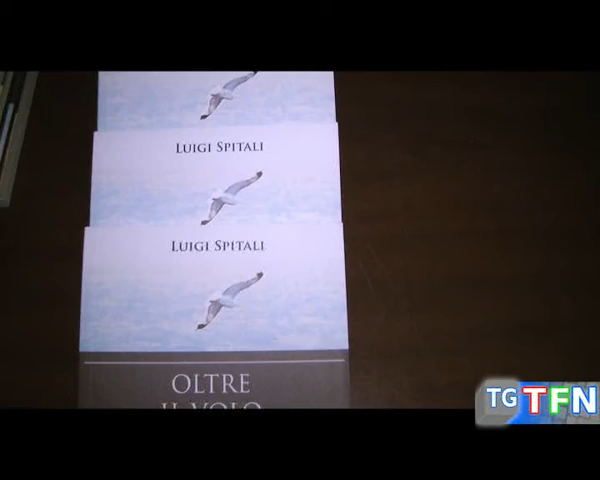 LUIGI SPITALI
LUIGI SPITALI
OLTRE
IL VOLO
TG TFN